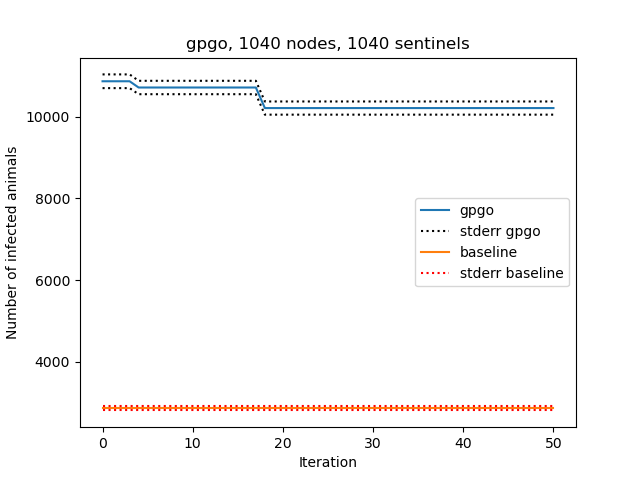 gpgo, 1040 nodes, 1040 sentinels
Number of infected animals
10000
8000
6000
4000
gpgo
stderr gpgo
baseline
stderr baseline
0 10 20 30 40 50
Iteration